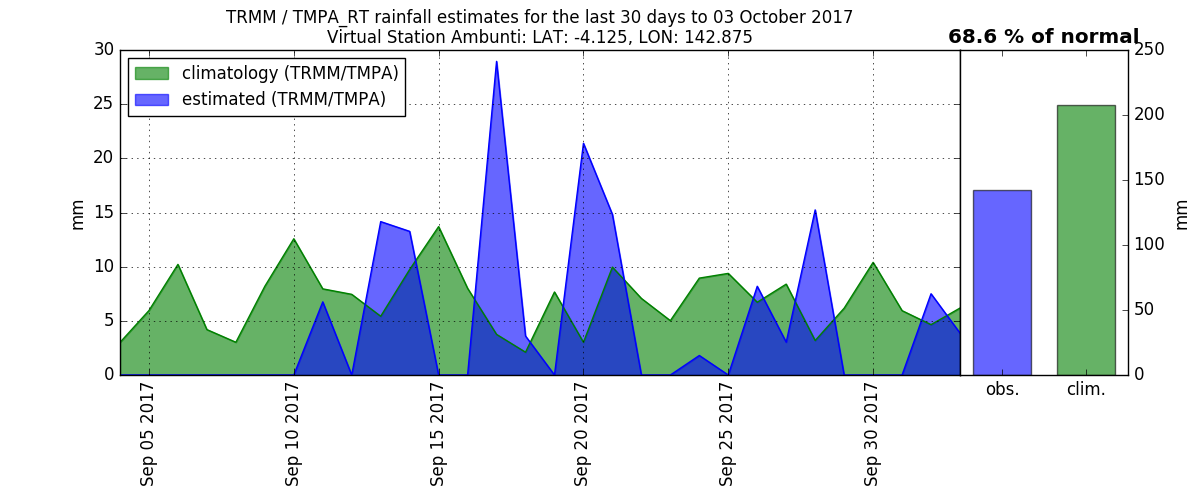 TRMM / TMPA_RT rainfall estimates for the last 30 days to 03 October 2017
Virtual Station Ambunti: LAT: -4.125, LON: 142.875
68.6 % of normal
climatology (TRMM/TMPA)
estimated (TRMM/TMPA)
mm
30
25
20
15
10
5
0
Sep 05 2017
Sep 10 2017
Sep 15 2017
Sep 20 2017
Sep 25 2017
Sep 30 2017
obs.
clim.
250
200
150
100
50
0
mm